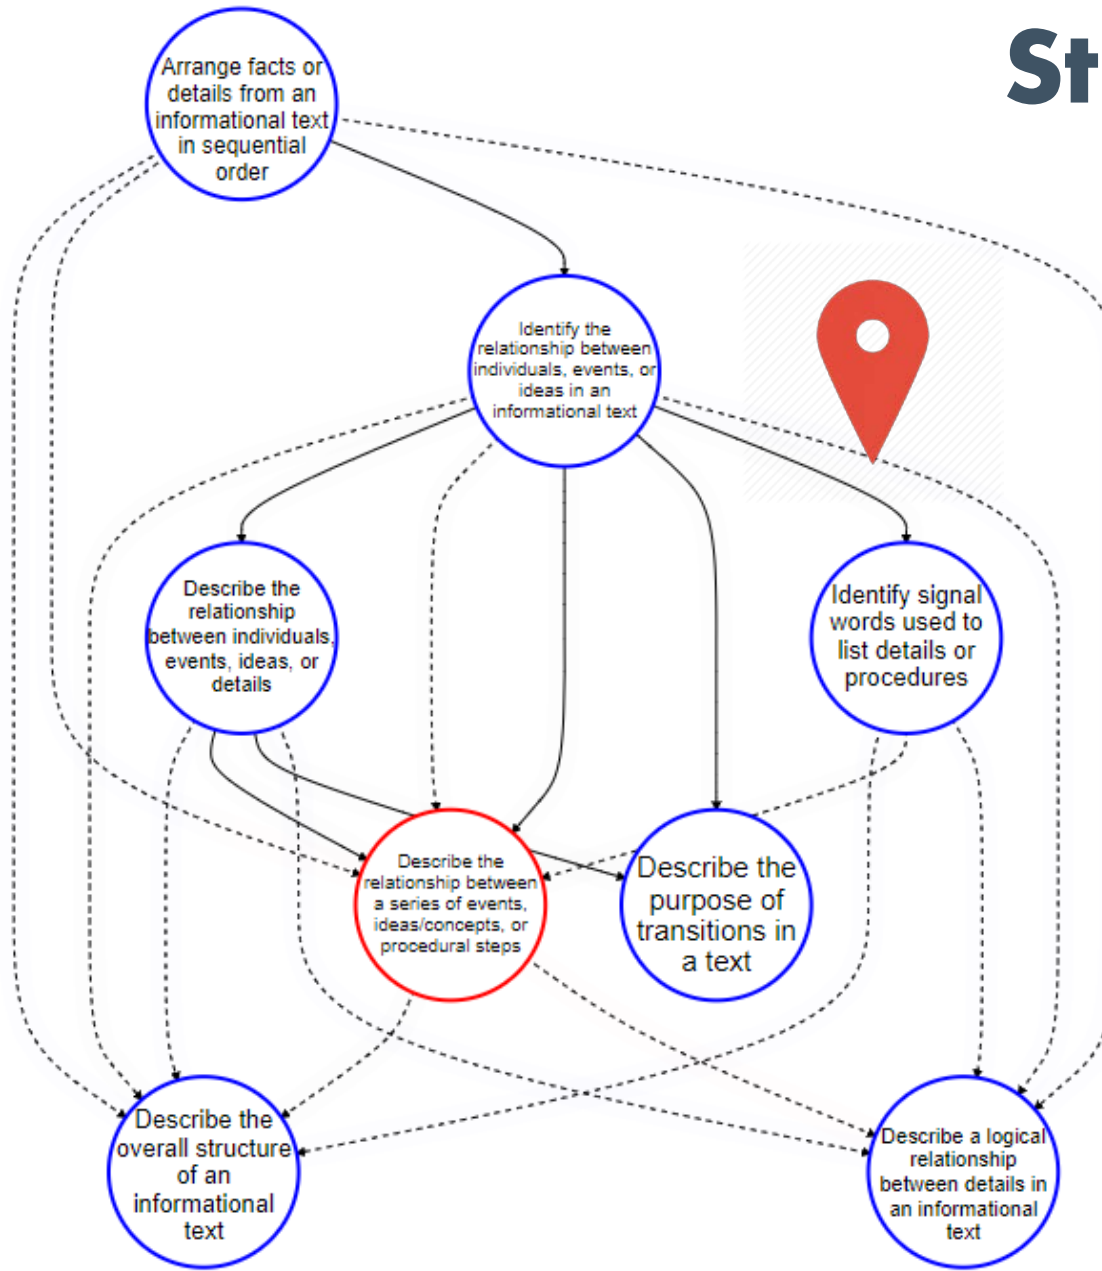 St
Arrange facts or
details from an
informational text
in sequential
order
Identify the
relationship between
individuals, events, or
ideas in an
informational text
Describe the
relationship
between individuals,
events, ideas, or
details
Identify signal
words used to
list details or
procedures
Describe the
relationship between
a series of events,
ideas/concepts, or
procedural steps
Describe the
purpose of
transitions in
a text
Describe the
overall structure
of an
informational
text
Describe a logical
relationship
between details in
an informational
text